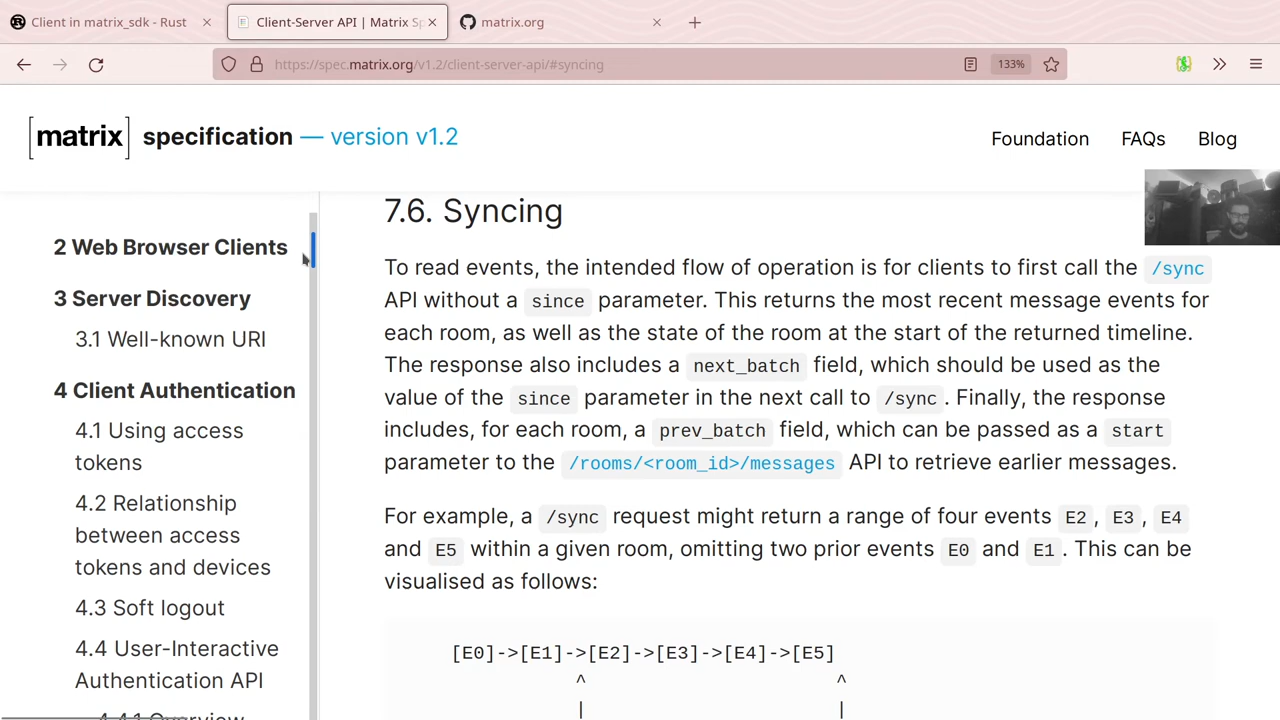 Client in matrix_sdk - Rust
Client-Server API | Matrix Sp
matrix.org
https://spec.matrix.org/v1.2/client-server-api/#syncing
133%
[matrix] specification — version v1.2
Foundation
FAQs
Blog
2 Web Browser Clients
3 Server Discovery
3.1 Well-known URI
4 Client Authentication
4.1 Using access
tokens
4.2 Relationship
between access
tokens and devices
4.3 Soft logout
4.4 User-Interactive
Authentication API
4.4.1 Overview
7.6. Syncing
To read events, the intended flow of operation is for clients to first call the /sync
API without a since parameter. This returns the most recent message events for
each room, as well as the state of the room at the start of the returned timeline.
The response also includes a next_batch field, which should be used as the
value of the since parameter in the next call to /sync. Finally, the response
includes, for each room, a prev_batch field, which can be passed as a start
parameter to the /rooms/<room_id>/messages API to retrieve earlier messages.
For example, a /sync request might return a range of four events E2, E3, E4
and E5 within a given room, omitting two prior events E0 and E1. This can be
visualised as follows:
[E0]->[E1]->[E2]->[E3]->[E4]->[E5]
^ ^
| |